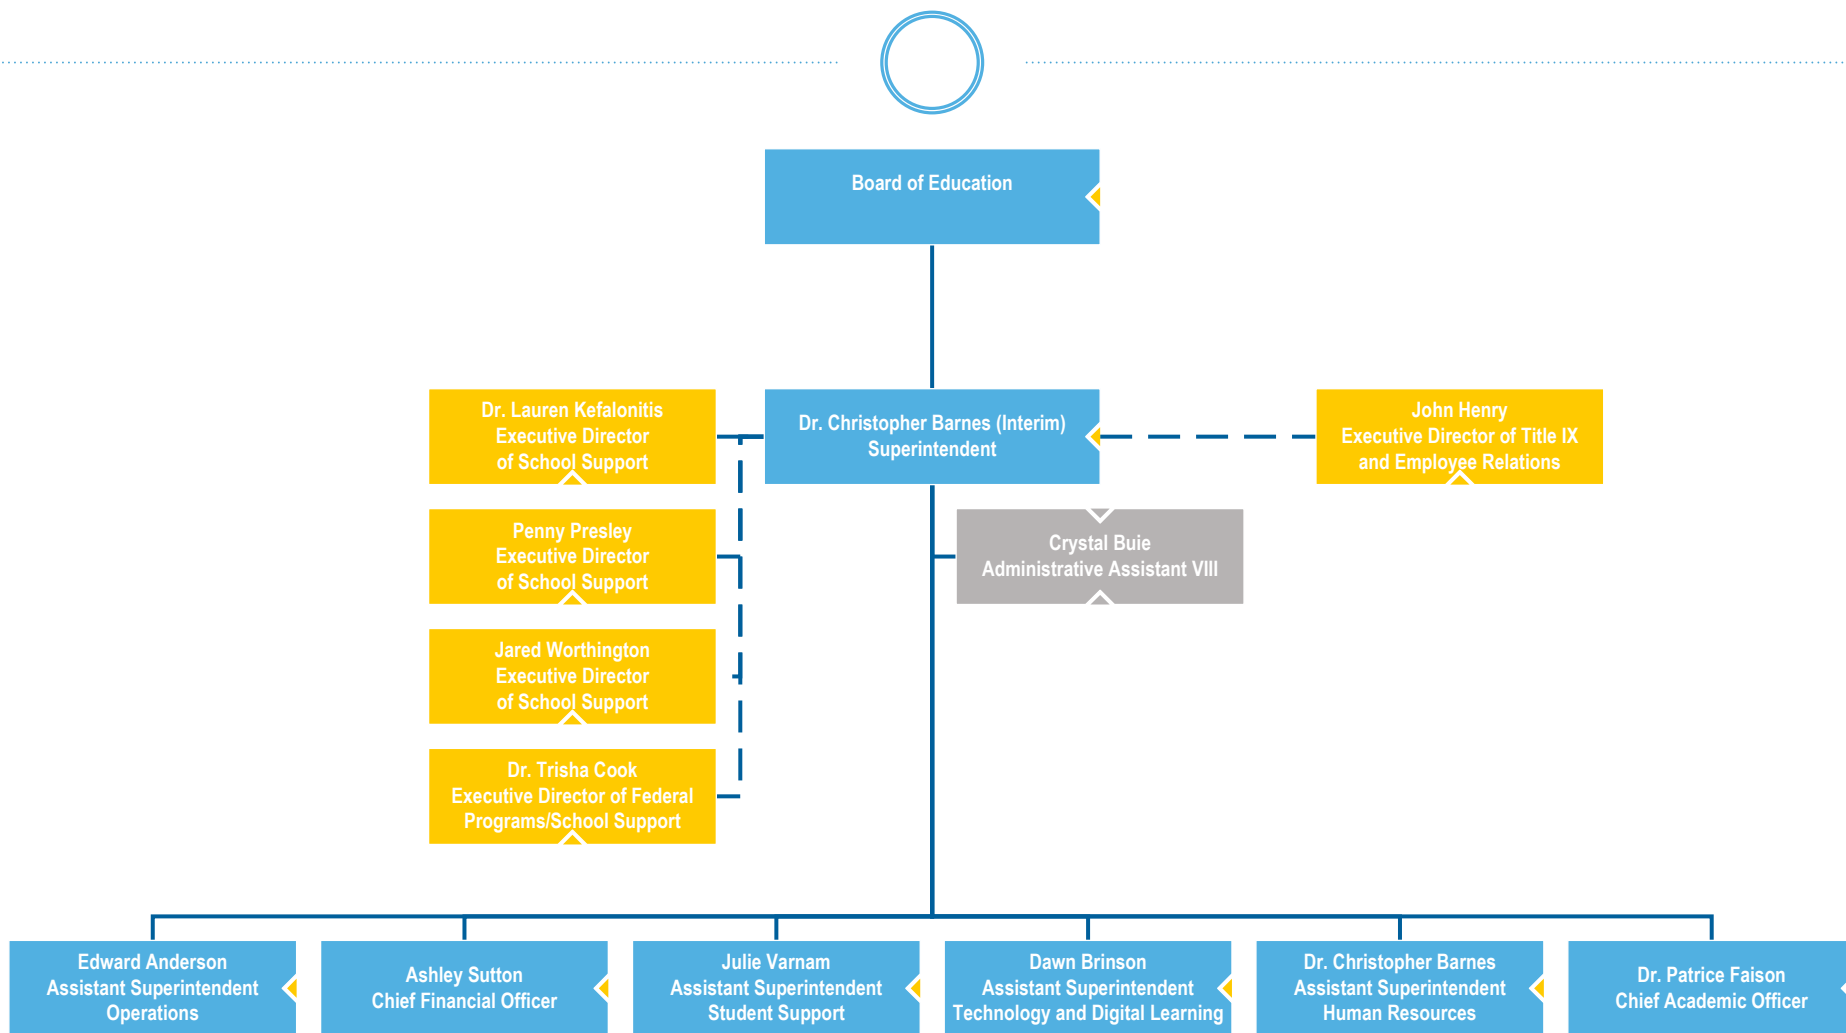 Board of Education
Dr. Lauren Kefalonitis
Executive Director
of School Support
Dr. Christopher Barnes (Interim)
Superintendent
John Henry
Executive Director of Title IX
and Employee Relations
Penny Presley
Executive Director
of School Support
Crystal Buie
Administrative Assistant VIII
Jared Worthington
Executive Director
of School Support
Dr. Trisha Cook
Executive Director of Federal
Programs/School Support
Edward Anderson
Assistant Superintendent
Operations
Ashley Sutton
Chief Financial Officer
Julie Varnam
Assistant Superintendent
Student Support
Dawn Brinson
Assistant Superintendent
Technology and Digital Learning
Dr. Christopher Barnes
Assistant Superintendent
Human Resources
Dr. Patrice Faison
Chief Academic Officer